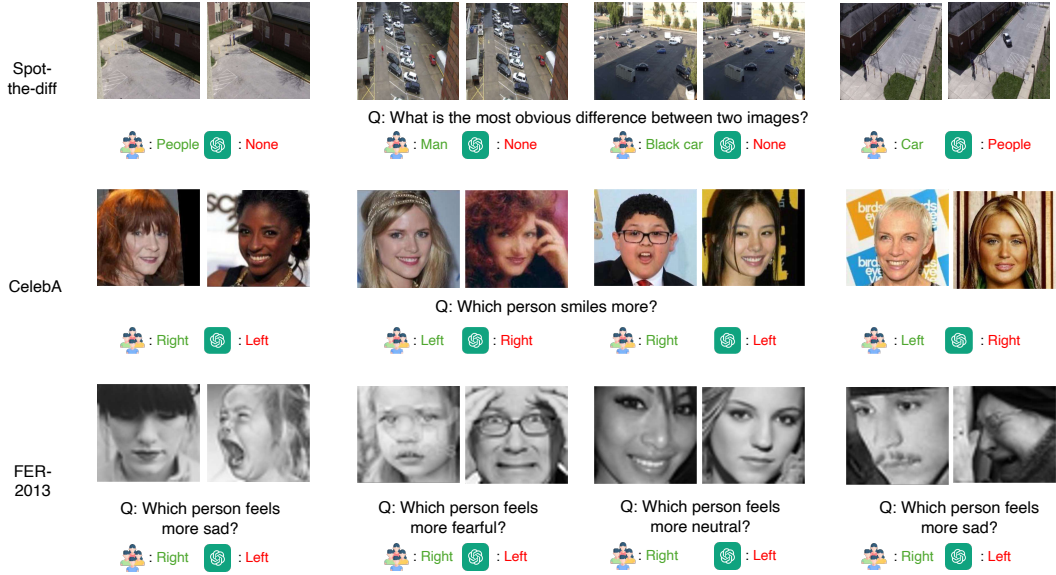 Spot-
the-diff
Q: What is the most obvious difference between two images?
: People : None : Man : None : Black car : None : Car : People
CelebA
Q: Which person smiles more?
: Right : Left : Left : Right : Right : Left : Left : Right
FER-
2013
Q: Which person feels
more sad?
: Right : Left
Q: Which person feels
more fearful?
: Right : Left
Q: Which person feels
more neutral?
: Right : Left
Q: Which person feels
more sad?
: Right : Left